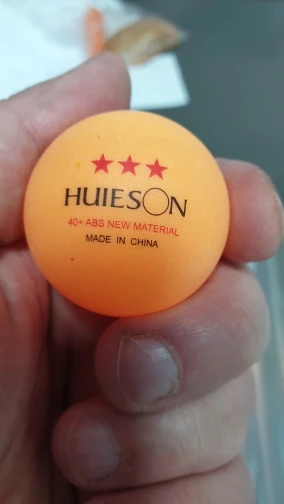 HUIESON
40+ ABS NEW MATERIAL
MADE IN CHINA